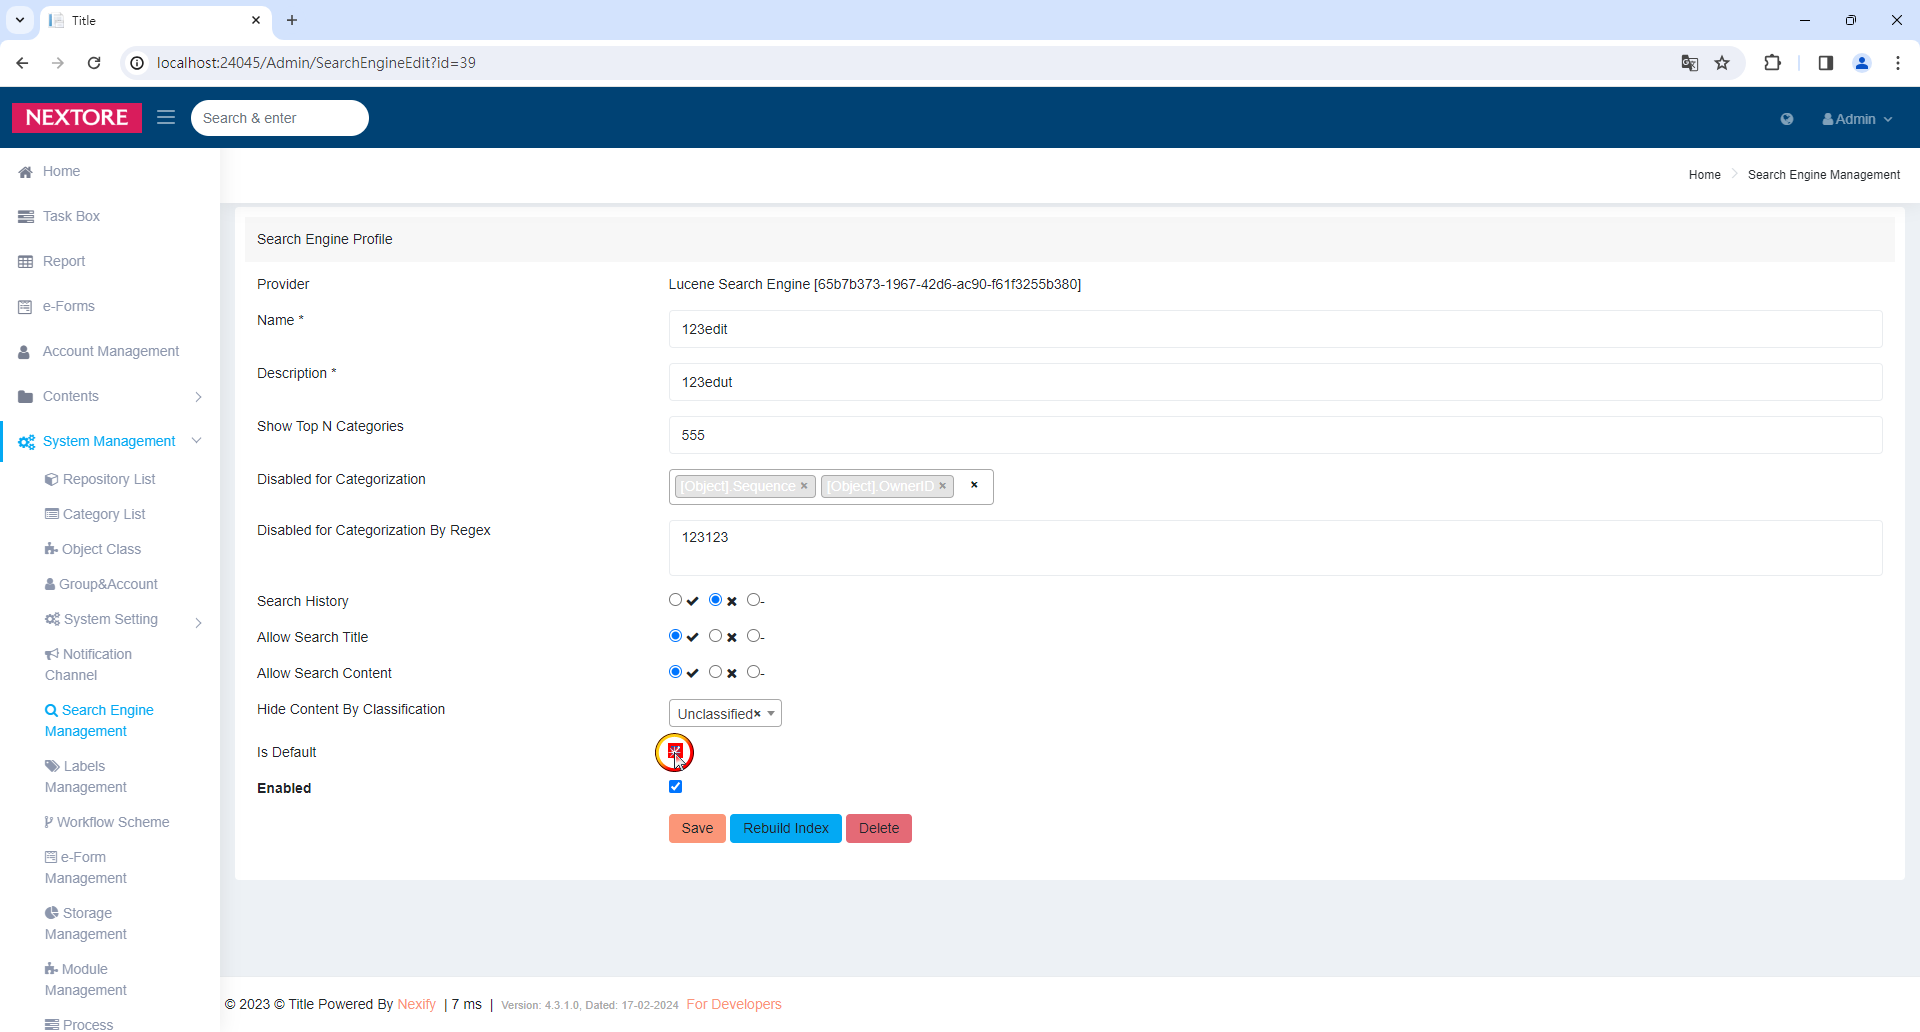 Title
localhost:24045/Admin/SearchEngineEdit?id=39
NEXTORE
Search & enter
Admin
Home
Task Box
Report
e-Forms
Account Management
Contents
System Management
Repository List
Category List
Object Class
Group&Account
System Setting
Notification
Channel
Search Engine
Management
Labels
Management
Workflow Scheme
e-Form
Management
Storage
Management
Module
Management
Process
Home
Search Engine Management
Search Engine Profile
Provider
Lucene Search Engine [65b7b373-1967-42d6-ac90-f61f3255b380]
Name *
123edit
Description *
123edut
Show Top N Categories
555
Disabled for Categorization
[Object].Sequence × [Object].OwnerID × ×
Disabled for Categorization By Regex
123123
Search History
-
Allow Search Title
-
Allow Search Content
-
Hide Content By Classification
Unclassified×
Is Default
Enabled
Save Rebuild Index Delete
© 2023 © Title Powered By Nexify | 7 ms | Version: 4.3.1.0, Dated: 17-02-2024 For Developers